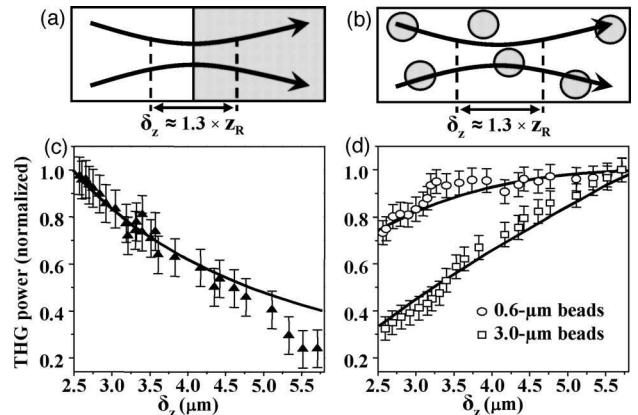 (a)
δz ≈ 1.3 × zR
(b)
δz ≈ 1.3 × zR
(c)
THG power (normalized)
1.0
0.8
0.6
0.4
0.2
2.5 3.0 3.5 4.0 4.5 5.0 5.5
δz (μm)
(d)
1.0
0.8
0.6
0.4
0.2
0.6-μm beads
3.0-μm beads
2.5 3.0 3.5 4.0 4.5 5.0 5.5
δz (μm)